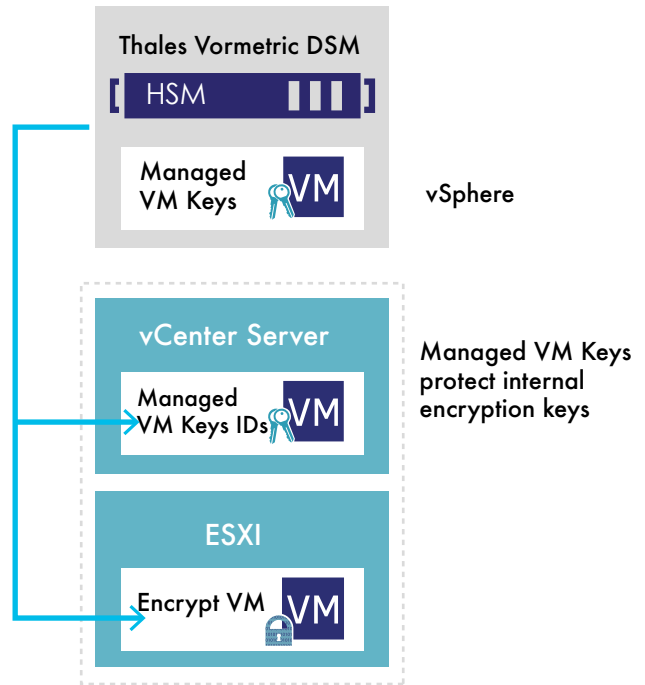 Thales Vormetric DSM
HSM
Managed
VM Keys
VM
vSphere
vCenter Server
Managed
VM Keys IDs
VM
Managed VM Keys
protect internal
encryption keys
ESXI
Encrypt VM
VM